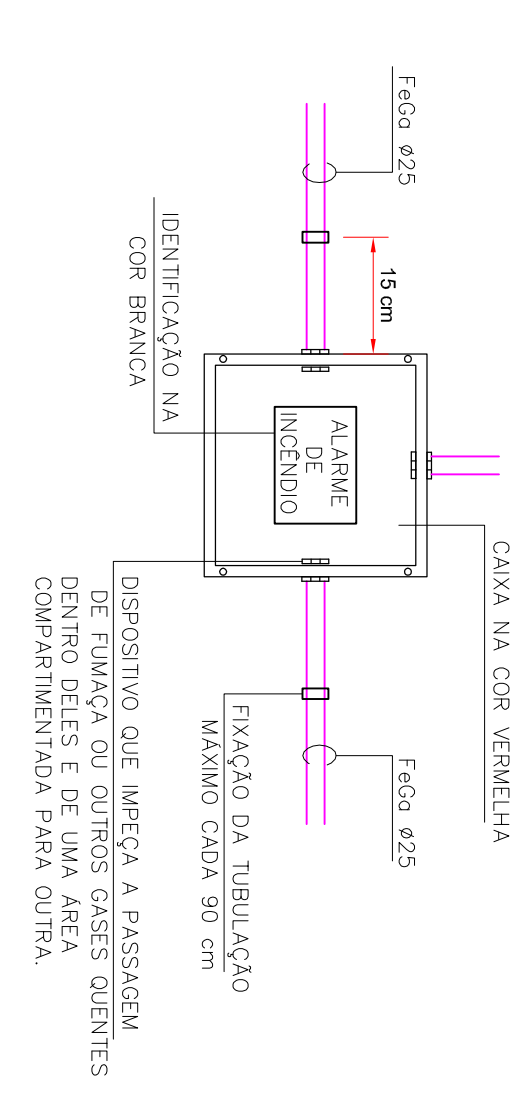 CAIXA NA COR VERMELHA
FeGa Ø25
FeGa Ø25
15 cm
ALARME
DE
INCÊNDIO
IDENTIFICAÇÃO NA
COR BRANCA
FIXAÇÃO DA TUBULAÇÃO
MÁXIMO CADA 90 cm
DISPOSITIVO QUE IMPEÇA A PASSAGEM
DE FUMAÇA OU OUTROS GASES QUENTES
DENTRO DELES E DE UMA ÁREA
COMPARTIMENTADA PARA OUTRA.